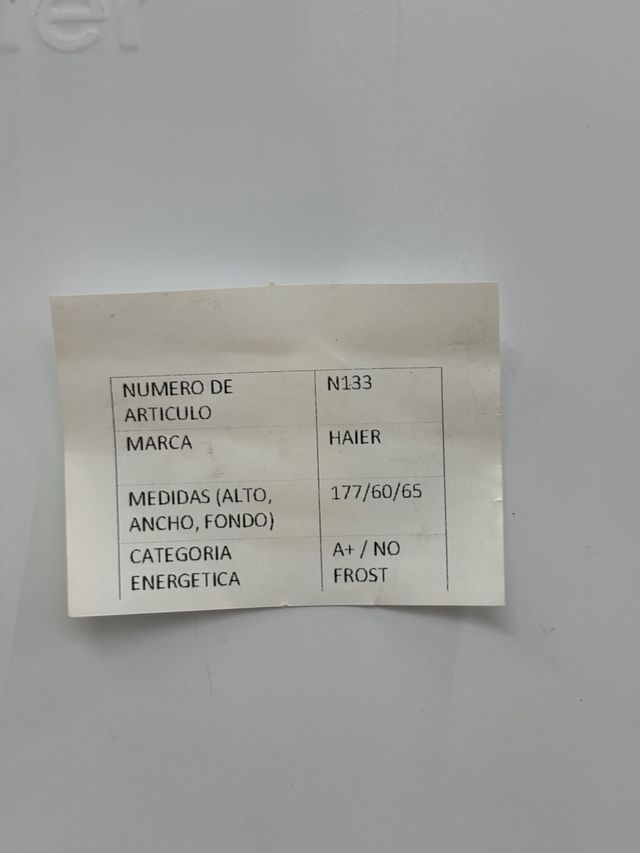 NUMERO DE N133
ARTICULO
MARCA HAIER
MEDIDAS (ALTO, 177/60/65
ANCHO, FONDO)
CATEGORIA A+ / NO
ENERGETICA FROST